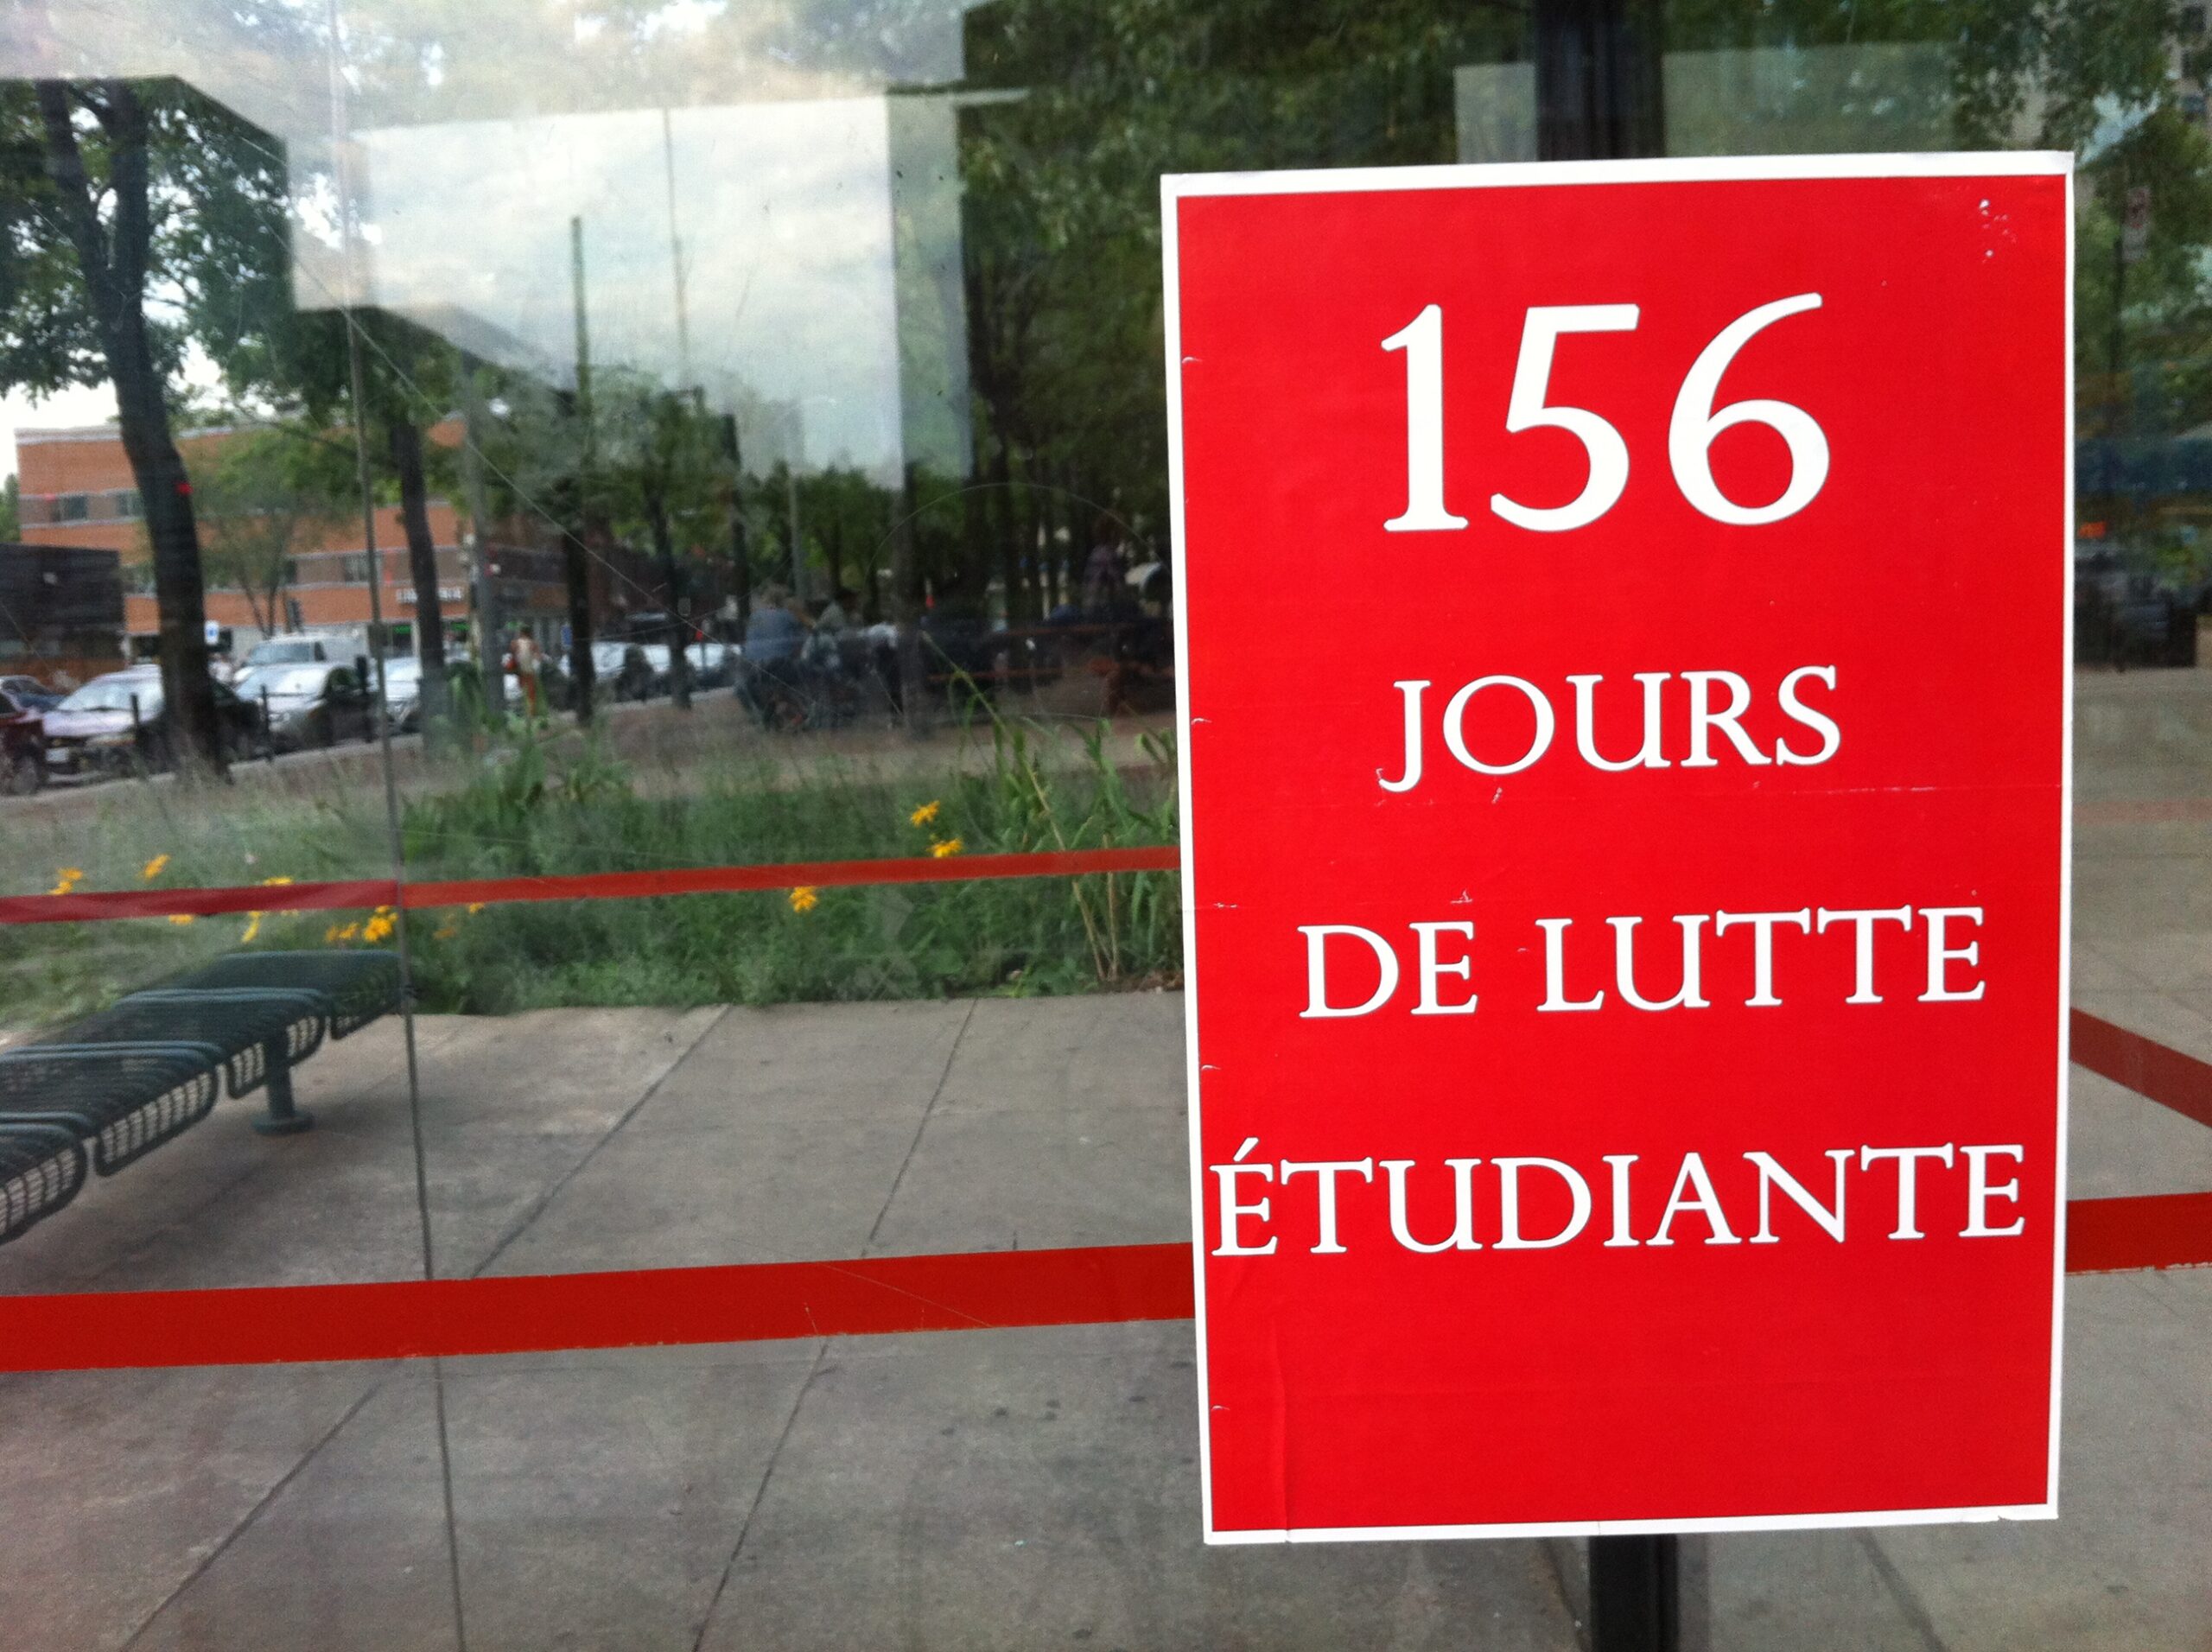 156
JOURS
DE LUTTE
ÉTUDIANTE